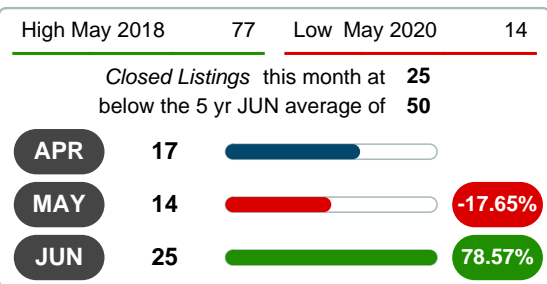 High May 2018 77 Low May 2020 14
Closed Listings this month at 25
below the 5 yr JUN average of 50
APR 17
MAY 14 -17.65%
JUN 25 78.57%